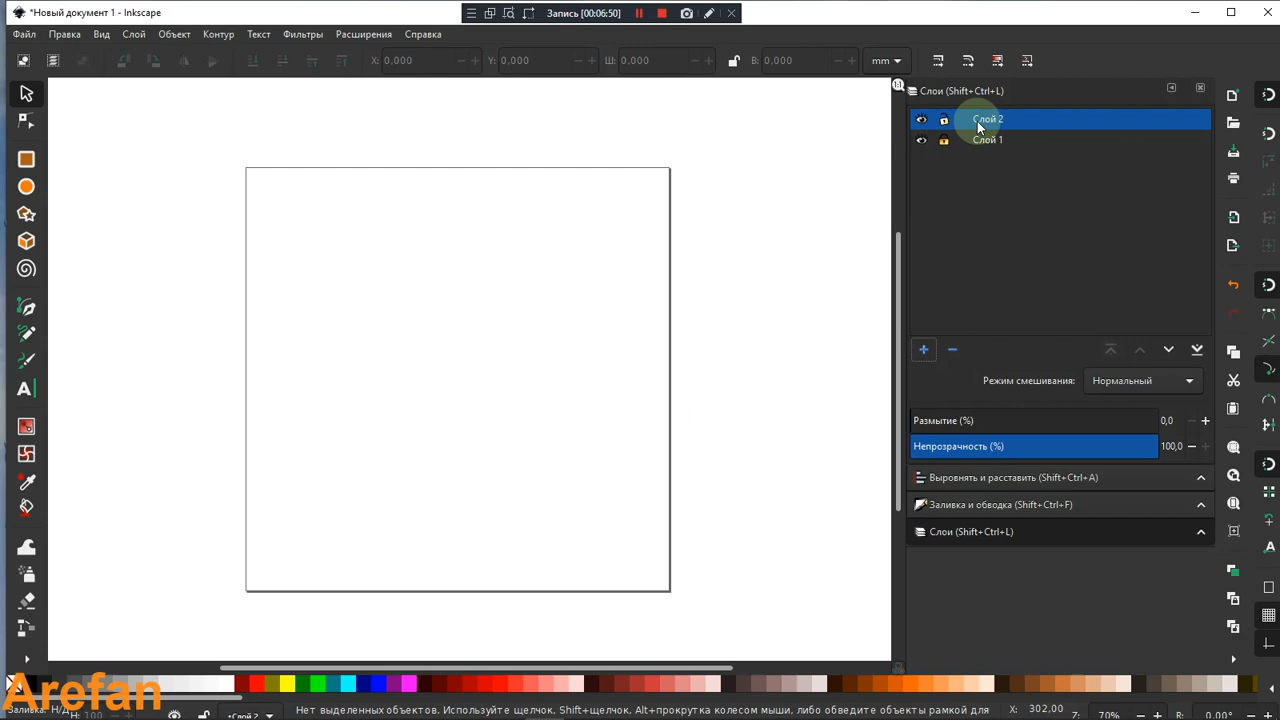 *Новый документ 1 - Inkscape
Запись [00:06:50]
Файл Правка Вид Слой Объект Контур Текст Фильтры Расширения Справка
X: 0,000 Y: 0,000 Ш: 0,000 В: 0,000 mm
Слои (Shift+Ctrl+L)
Слой 2
Слой 1
Режим смешивания: Нормальный
Размытие (%) 0,0
Непрозрачность (%) 100,0
Выровнять и расставить (Shift+Ctrl+A)
Заливка и обводка (Shift+Ctrl+F)
Слои (Shift+Ctrl+L)
Arefan
Заливка: Н/Д
Н: 100 •Слой 2 Нет выделенных объектов. Используйте щелчок, Shift+щелчок, Alt+прокрутка колесом мыши, либо обведите объекты рамкой для X: 302,00 Z: 70% R: 0,00°